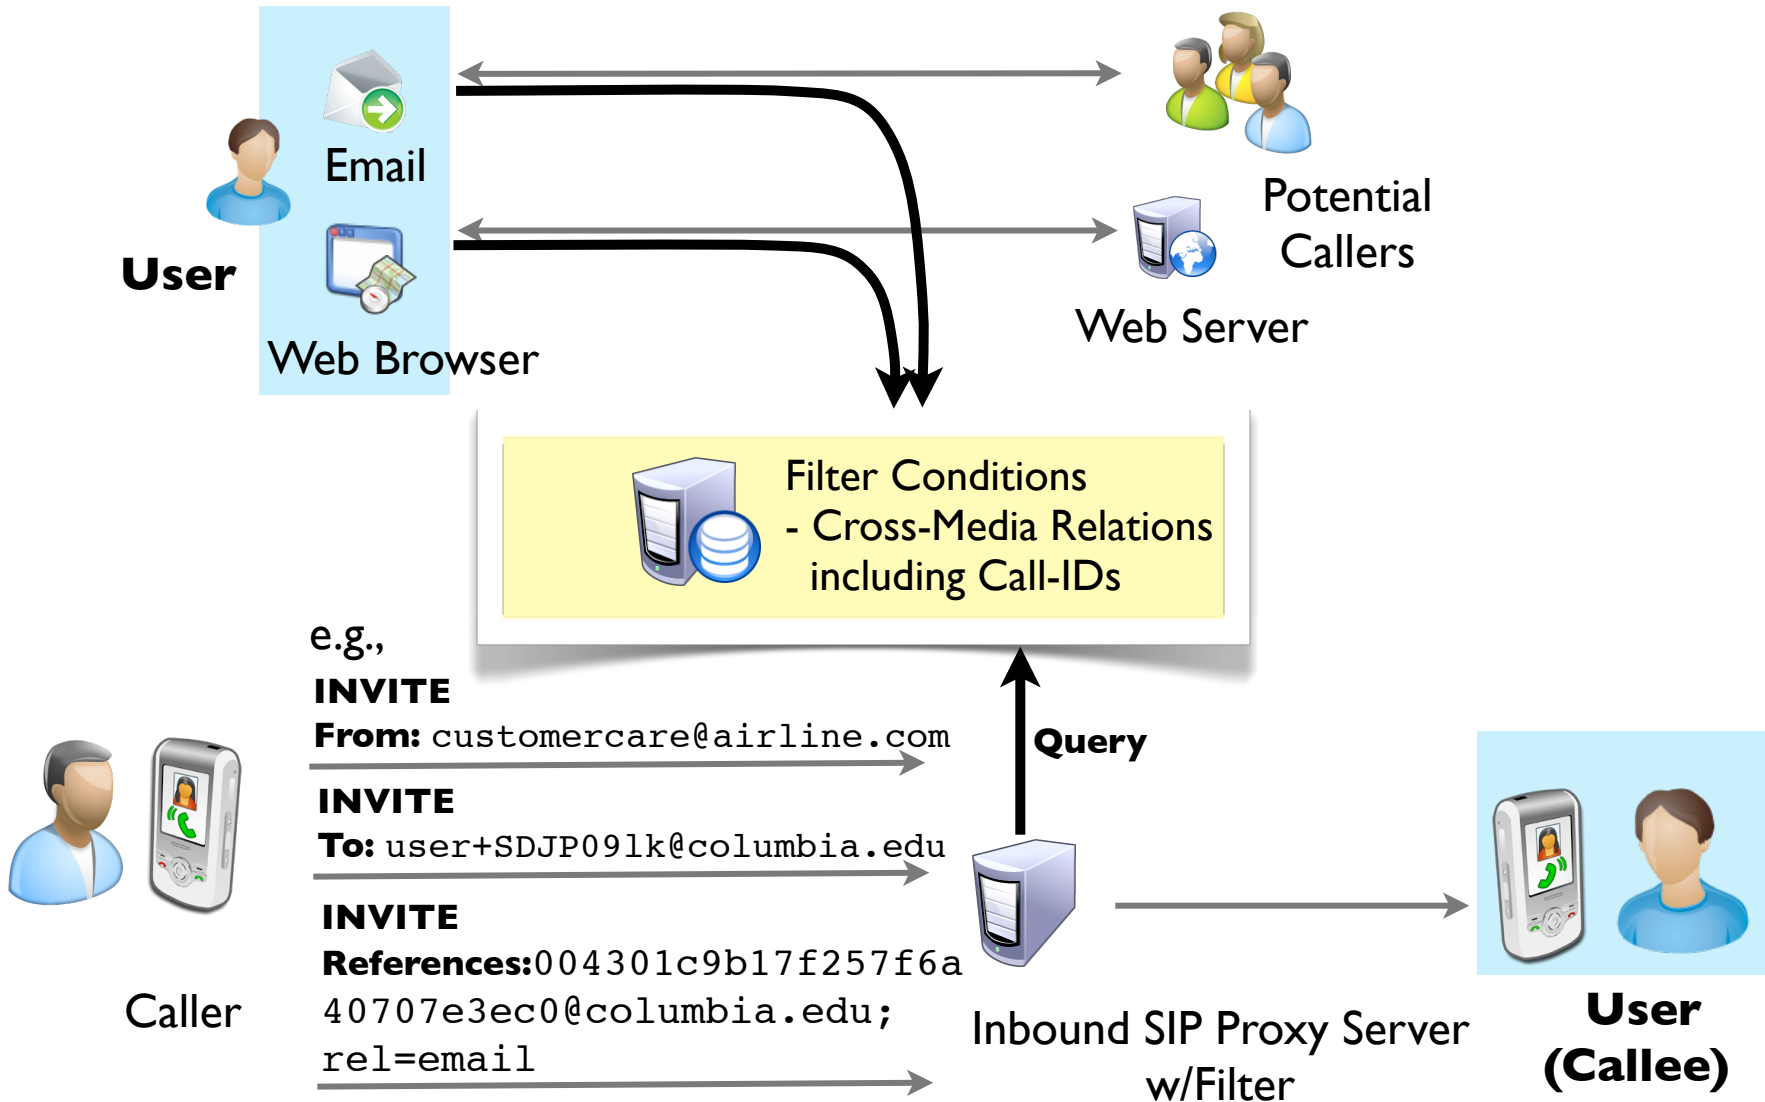 Email
User
Web Browser
Potential
Callers
Web Server
Filter Conditions
- Cross-Media Relations
including Call-IDs
e.g.,
INVITE
From: customercare@airline.com
Query
INVITE
To: user+SDJP09lk@columbia.edu
INVITE
References:004301c9b17f257f6a
40707e3ec0@columbia.edu;
rel=email
Caller
Inbound SIP Proxy Server
w/Filter
User
(Callee)